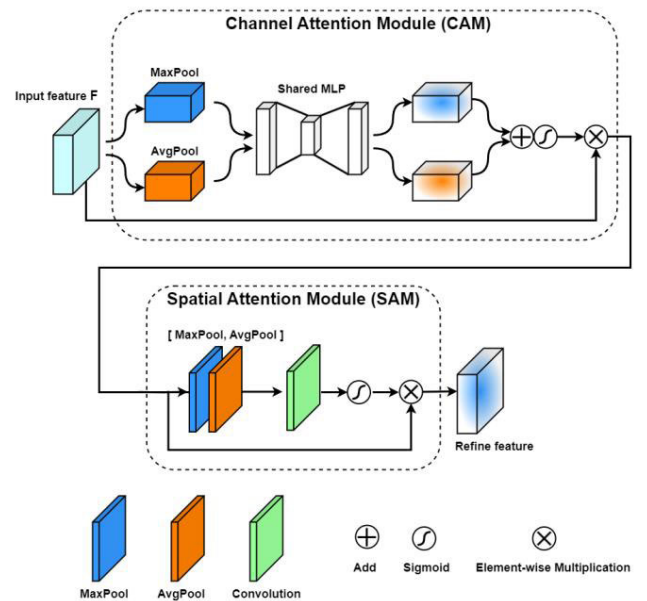 Channel Attention Module (CAM)
Input feature F
MaxPool
Shared MLP
AvgPool
Spatial Attention Module (SAM)
[ MaxPool, AvgPool ]
Refine feature
MaxPool
AvgPool
Convolution
Add
Sigmoid
Element-wise Multiplication